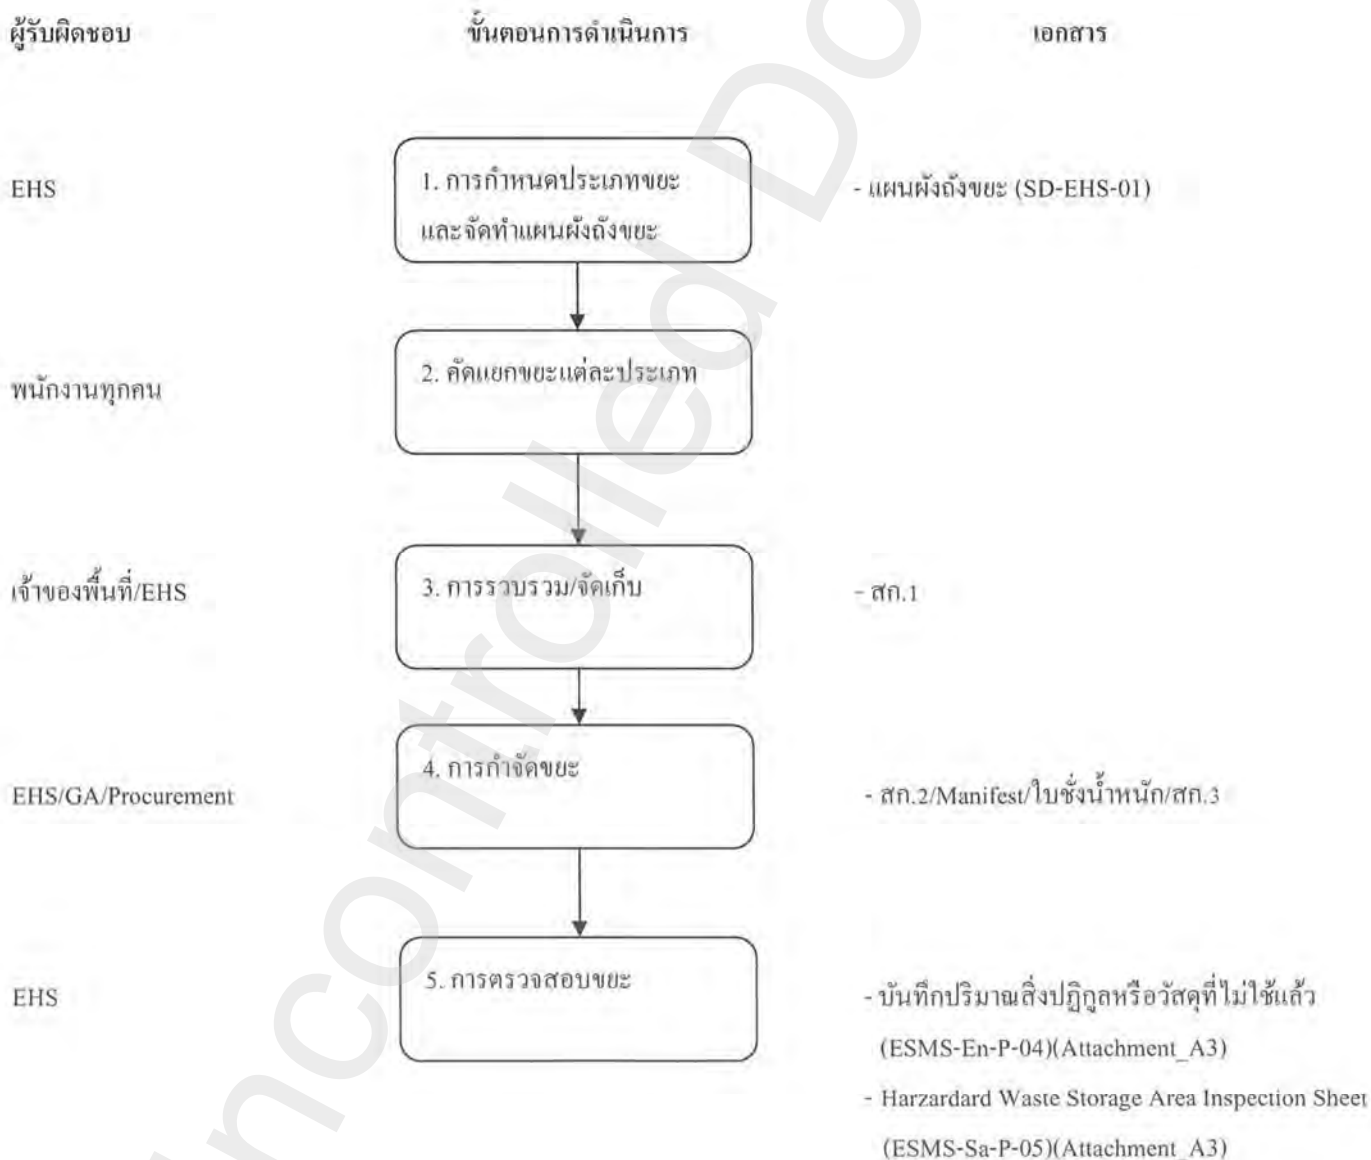 ผู้รับผิดชอบ ขั้นตอนการดำเนินการ เอกสาร
EHS
1. การกำหนดประเภทขยะ
และจัดทำแผนผังถังขยะ
- แผนผังถังขยะ (SD-EHS-01)
พนักงานทุกคน
2. คัดแยกขยะแต่ละประเภท
เจ้าของพื้นที่/EHS
3. การรวบรวม/จัดเก็บ
- สก.1
EHS/GA/Procurement
4. การกำจัดขยะ
- สก.2/Manifest/ใบชั่งน้ำหนัก/สก.3
EHS
5. การตรวจสอบขยะ
- บันทึกปริมาณสิ่งปฏิกูลหรือวัสดุที่ไม่ใช้แล้ว
(ESMS-En-P-04)(Attachment_A3)
- Harzardard Waste Storage Area Inspection Sheet
(ESMS-Sa-P-05)(Attachment_A3)
ncontrolled Do